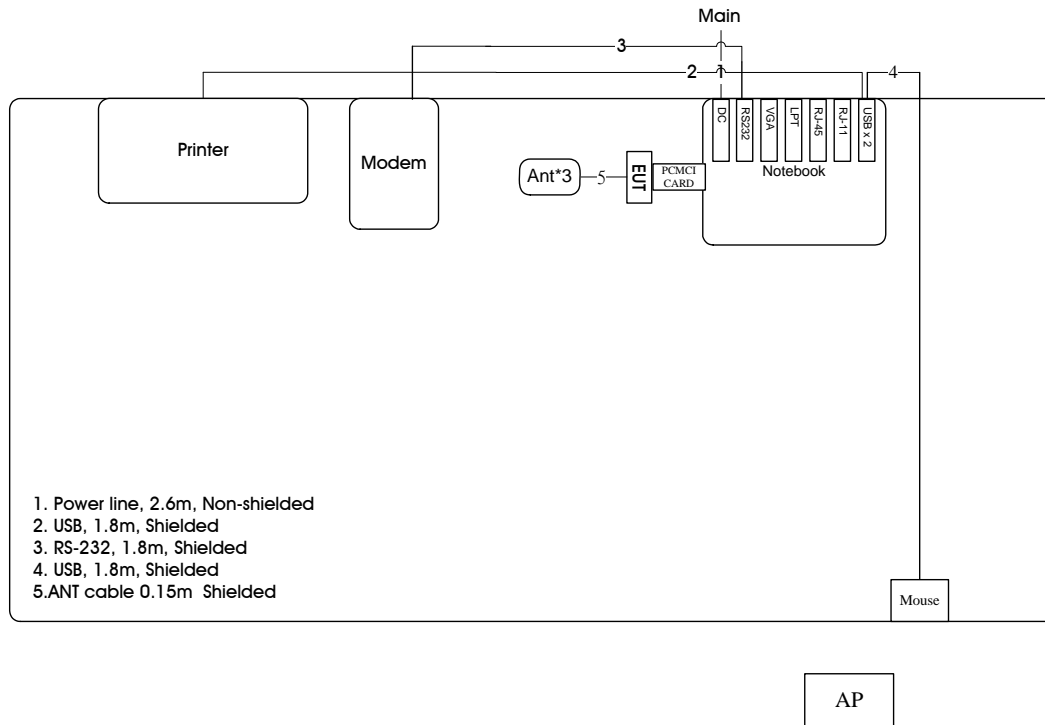 Main
3
2
1
4
Printer
Modem
DC
RS232
VGA
LPT
RJ-45
RJ-11
USB x 2
Notebook
Ant*3
5
EUT
PCMCI
CARD
1. Power line, 2.6m, Non-shielded
2. USB, 1.8m, Shielded
3. RS-232, 1.8m, Shielded
4. USB, 1.8m, Shielded
5.ANT cable 0.15m  Shielded
Mouse
AP